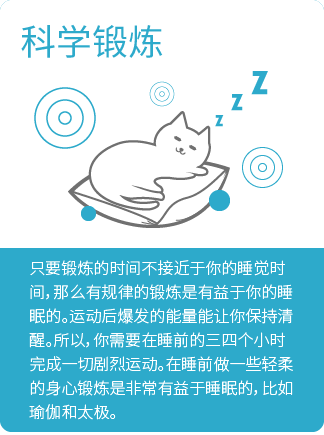 科学锻炼
z
z
z
只要锻炼的时间不接近于你的睡觉时
间，那么有规律的锻炼是有益于你的睡
眠的。运动后爆发的能量能让你保持清
醒。所以，你需要在睡前的三四个小时
完成一切剧烈运动。在睡前做一些轻柔
的身心锻炼是非常有益于睡眠的，比如
瑜伽和太极。